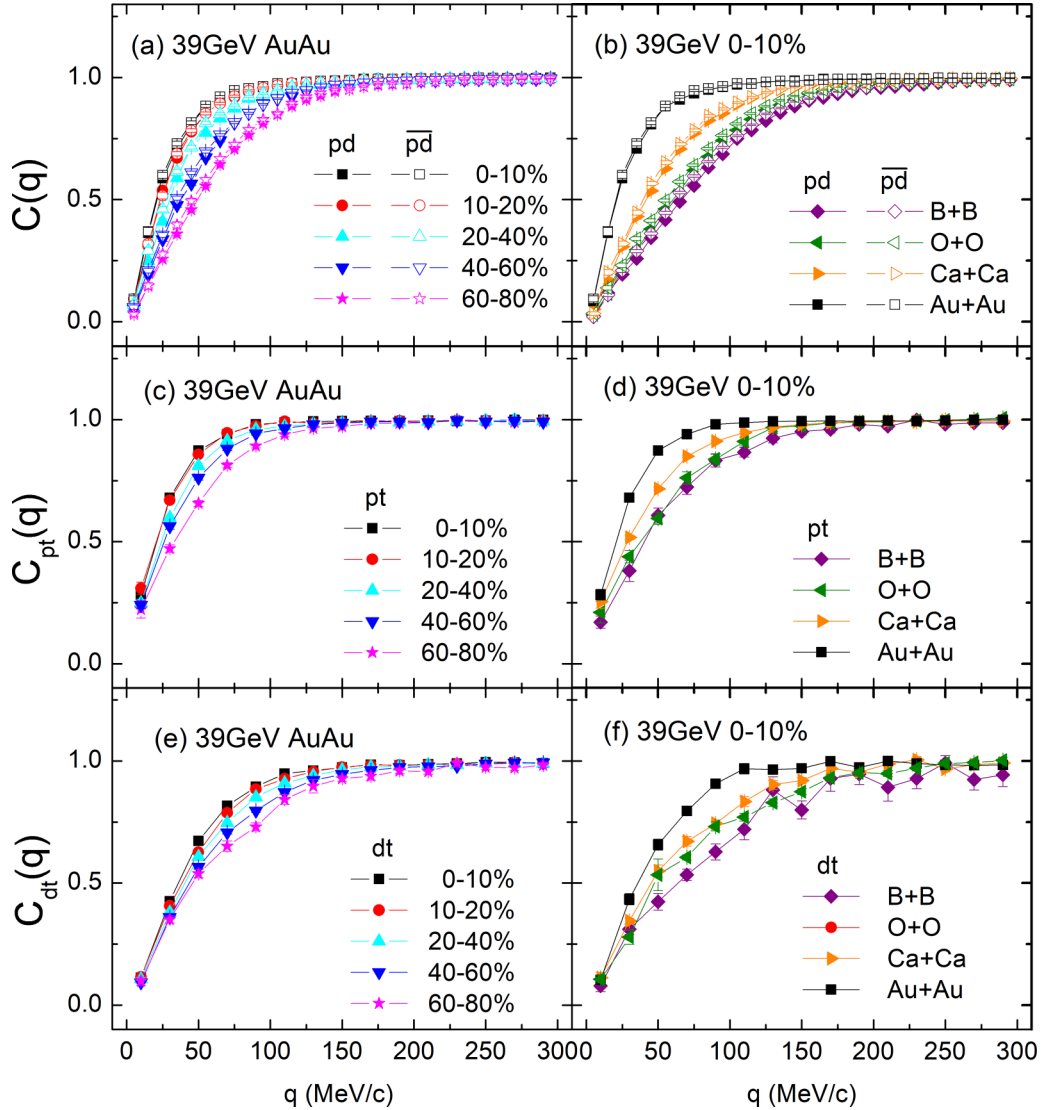 (a) 39GeV AuAu
(b) 39GeV 0-10%
C(q)
1.0
0.5
0.0
pd p̅d̅
0-10%
10-20%
20-40%
40-60%
60-80%
pd p̅d̅
B+B
O+O
Ca+Ca
Au+Au
(c) 39GeV AuAu
(d) 39GeV 0-10%
Cpt(q)
1.0
0.5
0.0
pt
0-10%
10-20%
20-40%
40-60%
60-80%
pt
B+B
O+O
Ca+Ca
Au+Au
(e) 39GeV AuAu
(f) 39GeV 0-10%
Cdt(q)
1.0
0.5
0.0
dt
0-10%
10-20%
20-40%
40-60%
60-80%
dt
B+B
O+O
Ca+Ca
Au+Au
0 50 100 150 200 250 300 50 100 150 200 250 300
q (MeV/c)
q (MeV/c)